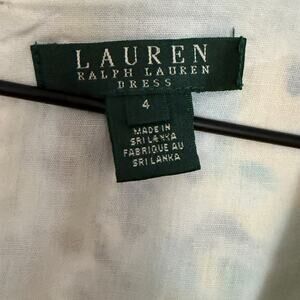 LAUREN
RALPH LAUREN
DRESS
4
MADE IN
SRI LANKA
FABRIQUE AU
SRI LANKA